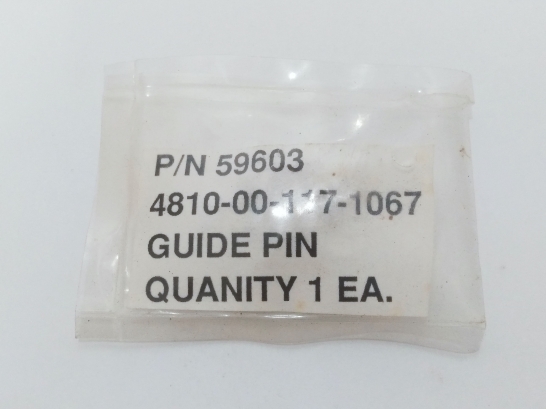 P/N 59603
4810-00-117-1067
GUIDE PIN
QUANITY 1 EA.